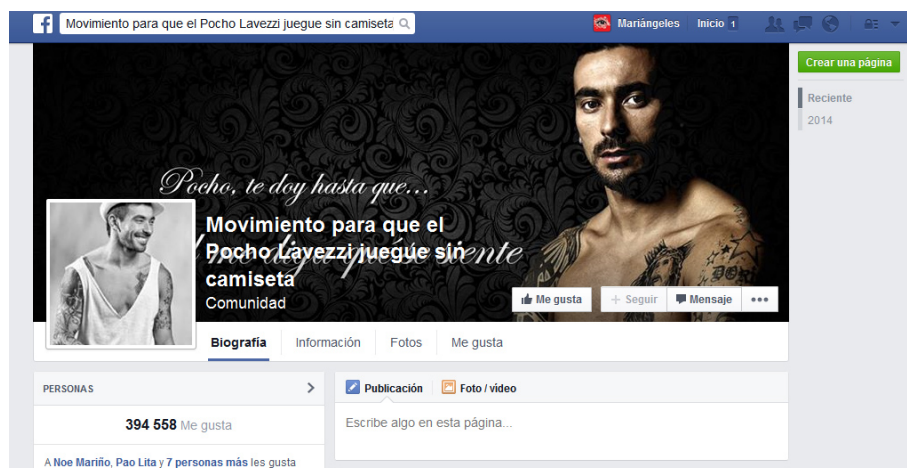 Movimiento para que el Pocho Lavezzi juegue sin camiseta
Mariángeles
Inicio 1
Crear una página
Reciente
2014
Pocho, te doy hasta que...
Movimiento para que el
Pocho Lavezzi juegue sin
camiseta
Comunidad
siente
Me gusta
+ Seguir
Mensaje
Biografía
Información
Fotos
Me gusta
PERSONAS
394 558 Me gusta
A Noe Mariño, Pao Lita y 7 personas más les gusta
Publicación
Foto / video
Escribe algo en esta página...